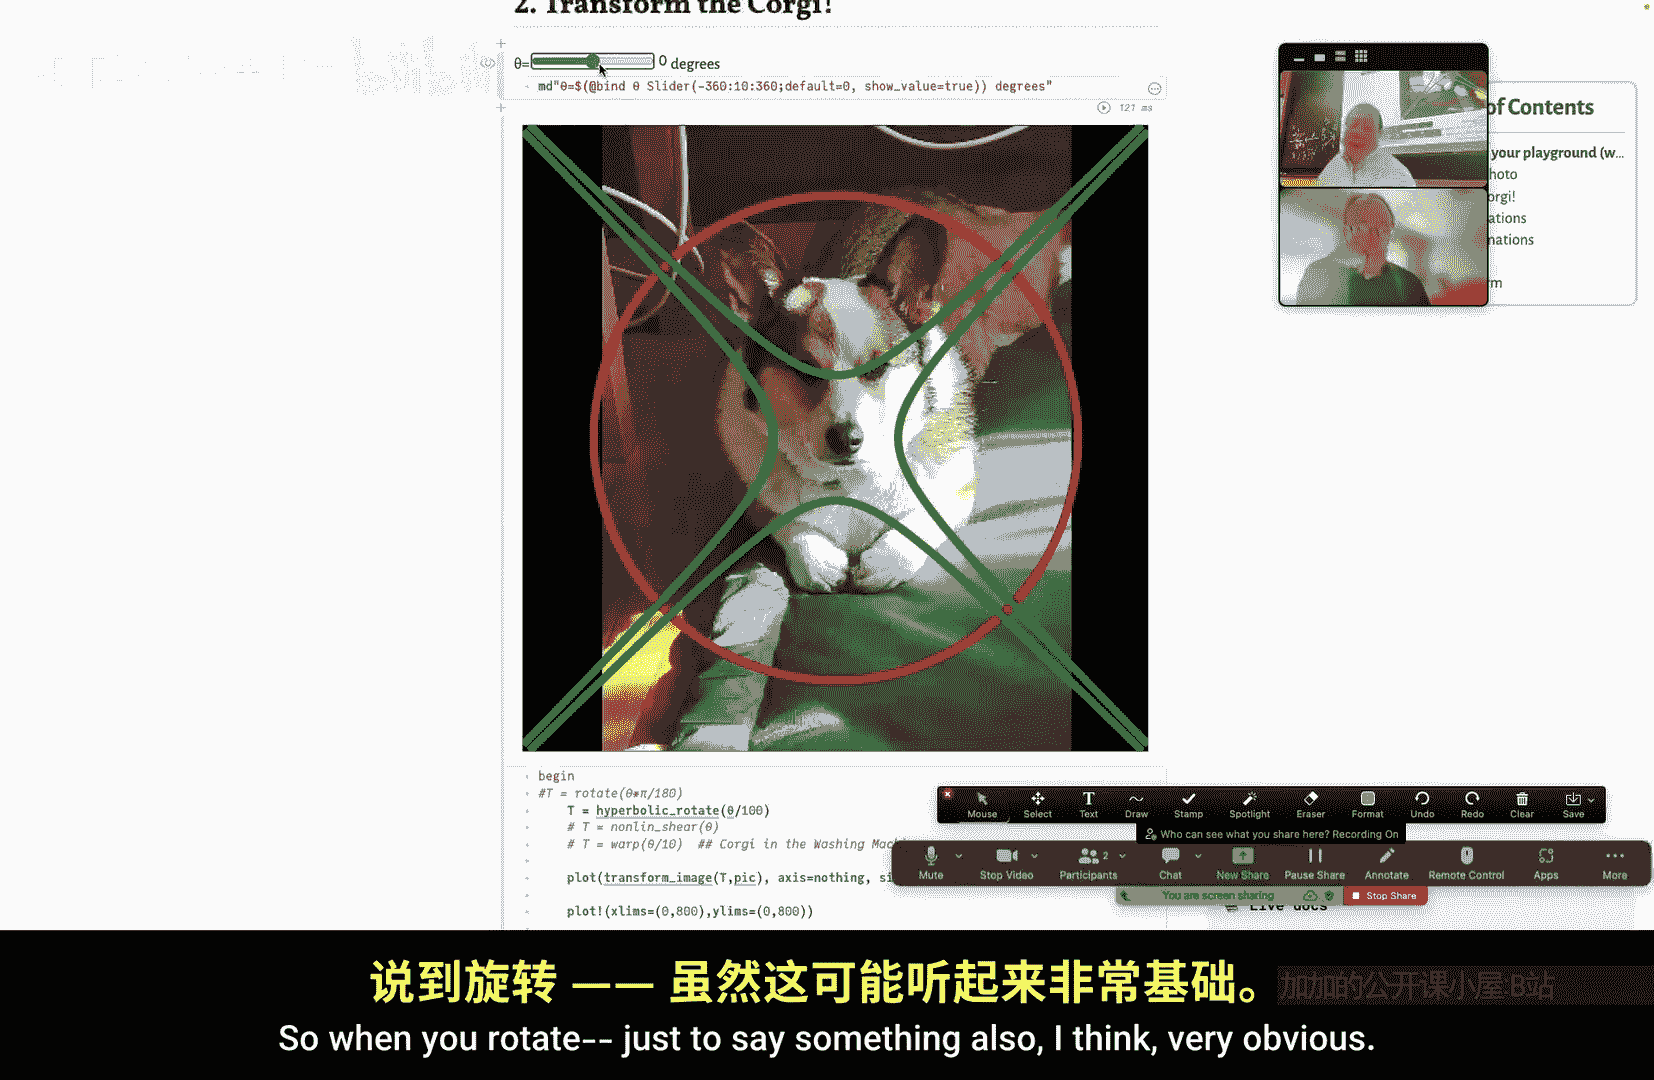 2. Transform the Corgi!
θ= 0 degrees
md"θ=$(@bind θ Slider(-360:10:360;default=0, show_value=true)) degrees"
121 ms
of Contents
your playground (w...
hoto
orgi!
ations
nations
rm
begin
#T = rotate(θ*π/180)
T = hyperbolic_rotate(θ/100)
# T = nonlin_shear(θ)
# T = warp(θ/10)  ## Corgi in the Washing Mac
plot(transform_image(T,pic), axis=nothing, si
plot!(xlims=(0,800),ylims=(0,800))
Mouse Select Text Draw Stamp Spotlight Eraser Format Undo Redo Clear Save
Who can see what you share here? Recording On
2
Mute Stop Video Participants Chat New Share Pause Share Annotate Remote Control Apps More
You are screen sharing Stop Share
Live docs
说到旋转 —— 虽然这可能听起来非常基础。
加加的公开课小屋 B站
So when you rotate-- just to say something also, I think, very obvious.